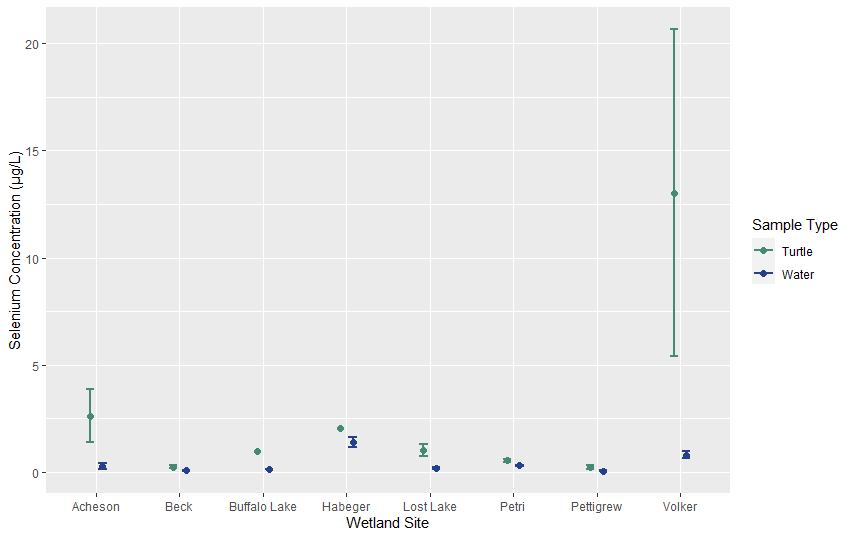 Selenium Concentration (µg/L)
20
15
10
5
0
Acheson Beck Buffalo Lake Habeger Lost Lake Petri Pettigrew Volker
Wetland Site
Sample Type
Turtle
Water